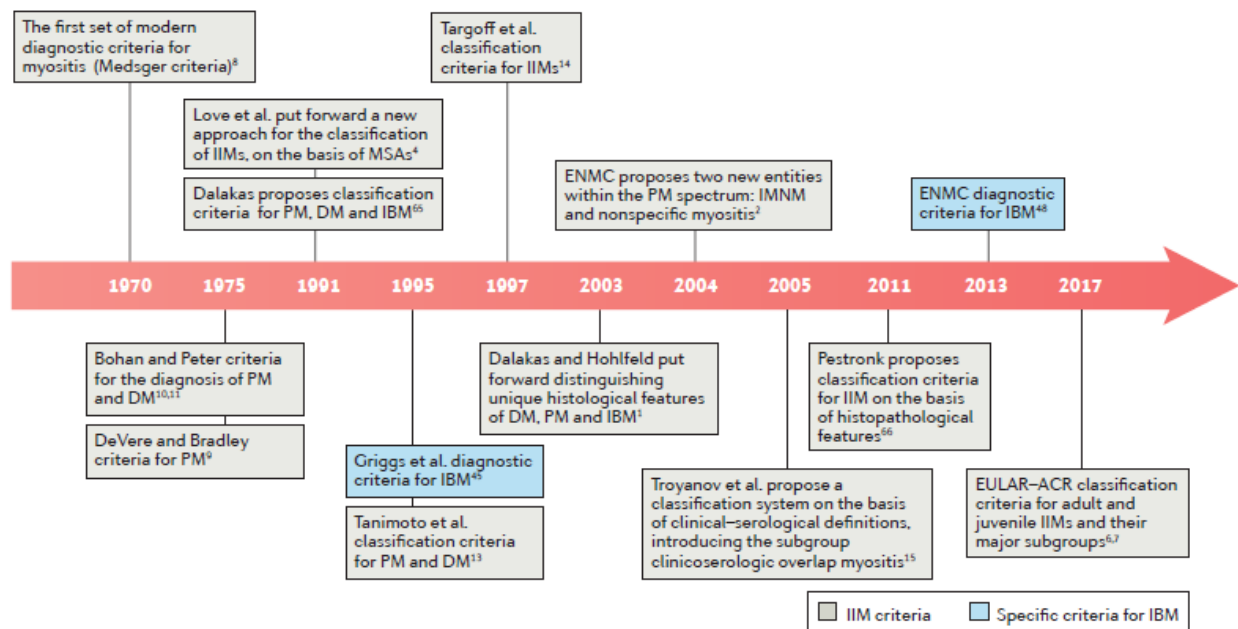 The first set of modern
diagnostic criteria for
myositis (Medsger criteria)⁸
Targoff et al.
classification
criteria for IIMs¹⁴
Love et al. put forward a new
approach for the classification
of IIMs, on the basis of MSAs⁴
Dalakas proposes classification
criteria for PM, DM and IBM⁶⁵
ENMC proposes two new entities
within the PM spectrum: IMNM
and nonspecific myositis²
ENMC diagnostic
criteria for IBM⁴⁸
1970 1975 1991 1995 1997 2003 2004 2005 2011 2013 2017
Bohan and Peter criteria
for the diagnosis of PM
and DM¹⁰,¹¹
DeVere and Bradley
criteria for PM⁹
Griggs et al. diagnostic
criteria for IBM⁴⁵
Tanimoto et al.
classification criteria
for PM and DM¹³
Dalakas and Hohlfeld put
forward distinguishing
unique histological features
of DM, PM and IBM¹
Troyanov et al. propose a
classification system on the basis
of clinical–serological definitions,
introducing the subgroup
clinicoserologic overlap myositis¹⁵
Pestronk proposes
classification criteria
for IIM on the basis
of histopathological
features⁶⁶
EULAR–ACR classification
criteria for adult and
juvenile IIMs and their
major subgroups⁶,⁷
IIM criteria
Specific criteria for IBM